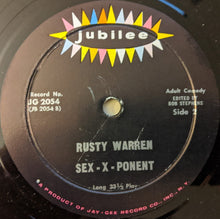 jubilee
Record No.
JG 2054
(JB 2054 B)
Adult Comedy
EDITED BY
BOB STEPHENS
Side 2
RUSTY WARREN
SEX-X-PONENT
Long 33⅓ Play
A PRODUCT OF JAY-GEE RECORD CO., INC., N.Y.